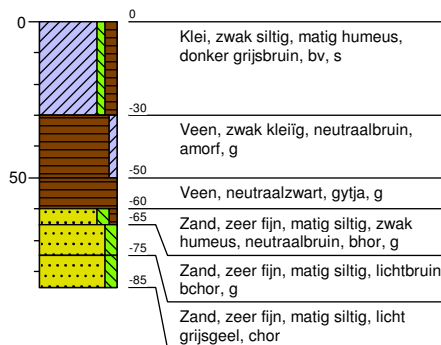 0
0
Klei, zwak siltig, matig humeus,
donker grijsbruin, bv, s
-30
Veen, zwak kleiïg, neutraalbruin,
amorf, g
50
-50
Veen, neutraalzwart, gytja, g
-60
-65
Zand, zeer fijn, matig siltig, zwak
humeus, neutraalbruin, bhor, g
-75
Zand, zeer fijn, matig siltig, lichtbruin,
bchor, g
-85
Zand, zeer fijn, matig siltig, licht
grijsgeel, chor